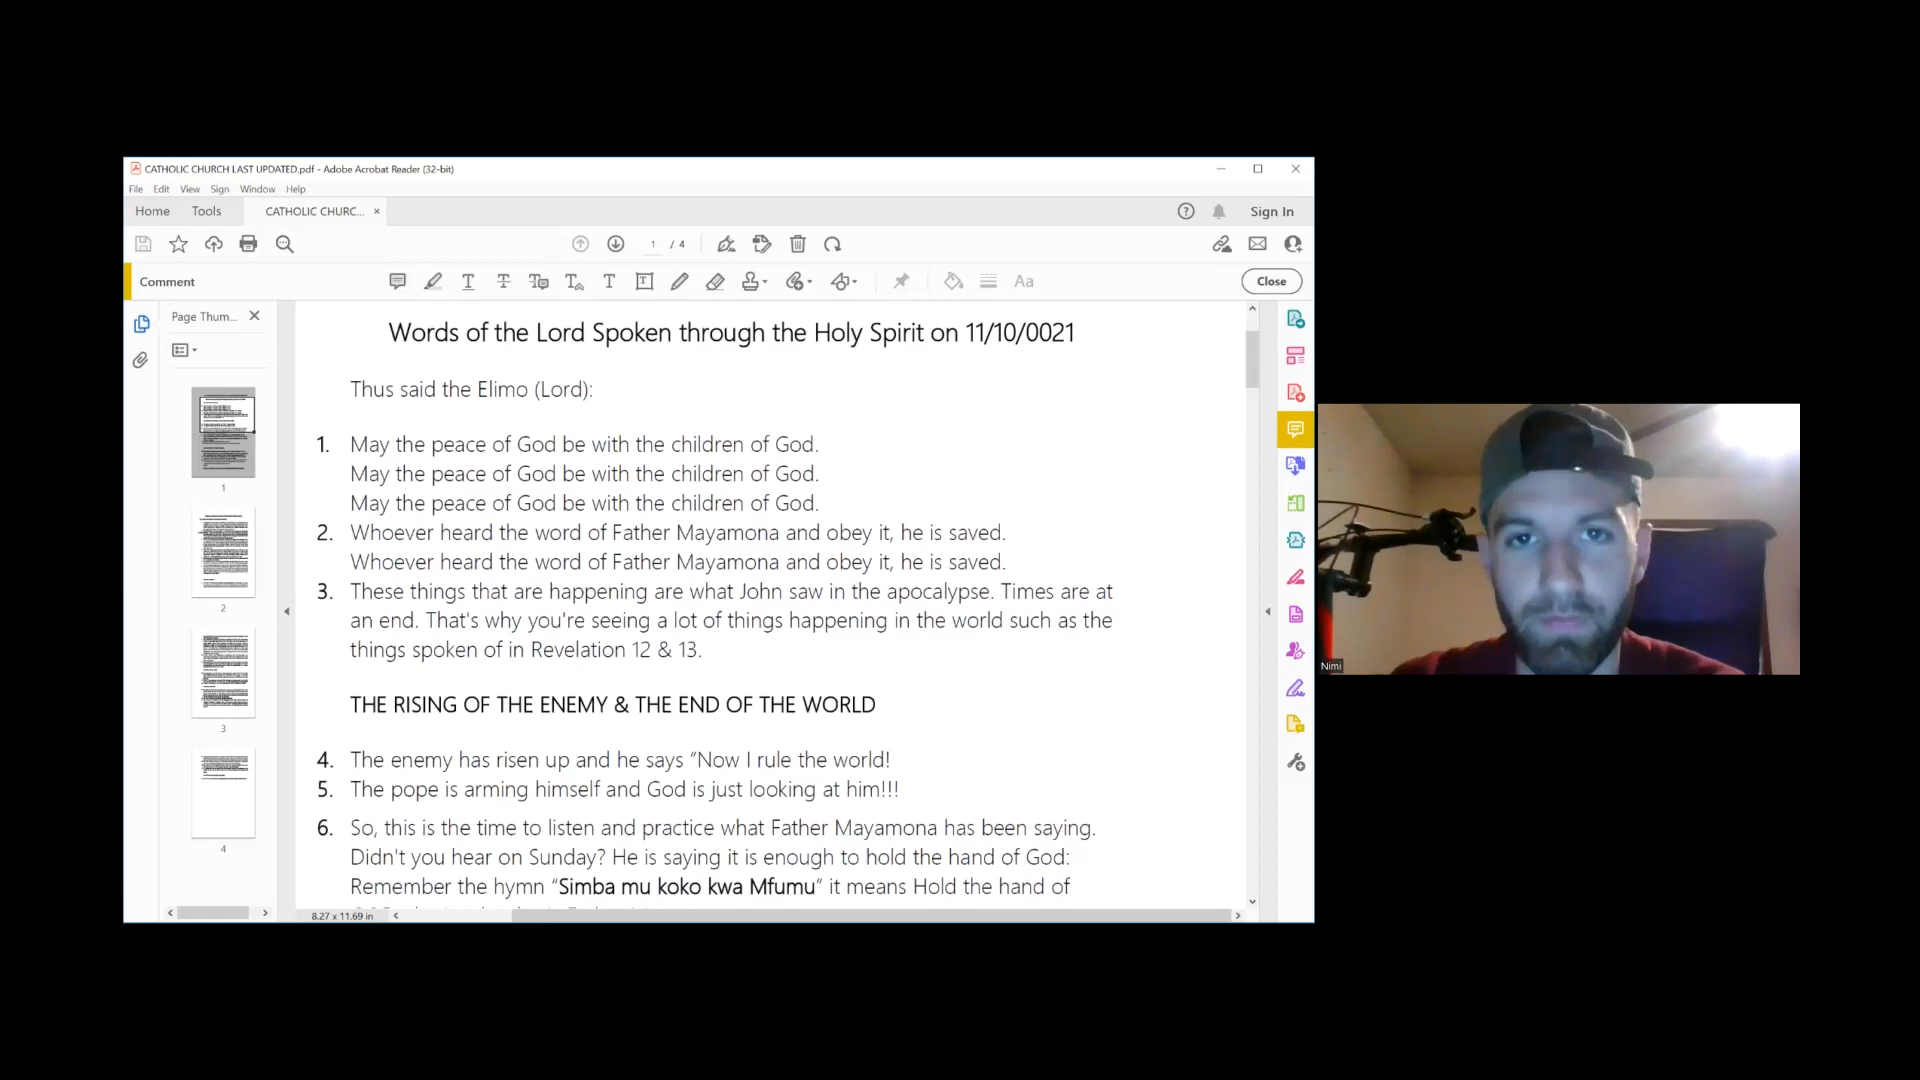 CATHOLIC CHURCH LAST UPDATED.pdf - Adobe Acrobat Reader (32-bit)
File Edit View Sign Window Help
Home Tools CATHOLIC CHURC... × Sign In
1 / 4
Comment Close
Page Thum...
Words of the Lord Spoken through the Holy Spirit on 11/10/0021
Thus said the Elimo (Lord):
1. May the peace of God be with the children of God.
May the peace of God be with the children of God.
May the peace of God be with the children of God.
2. Whoever heard the word of Father Mayamona and obey it, he is saved.
Whoever heard the word of Father Mayamona and obey it, he is saved.
3. These things that are happening are what John saw in the apocalypse. Times are at
an end. That's why you're seeing a lot of things happening in the world such as the
things spoken of in Revelation 12 & 13.
THE RISING OF THE ENEMY & THE END OF THE WORLD
4. The enemy has risen up and he says “Now I rule the world!
5. The pope is arming himself and God is just looking at him!!!
6. So, this is the time to listen and practice what Father Mayamona has been saying.
Didn't you hear on Sunday? He is saying it is enough to hold the hand of God:
Remember the hymn “Simba mu koko kwa Mfumu” it means Hold the hand of
1
2
3
4
8.27 x 11.69 in
Nimi